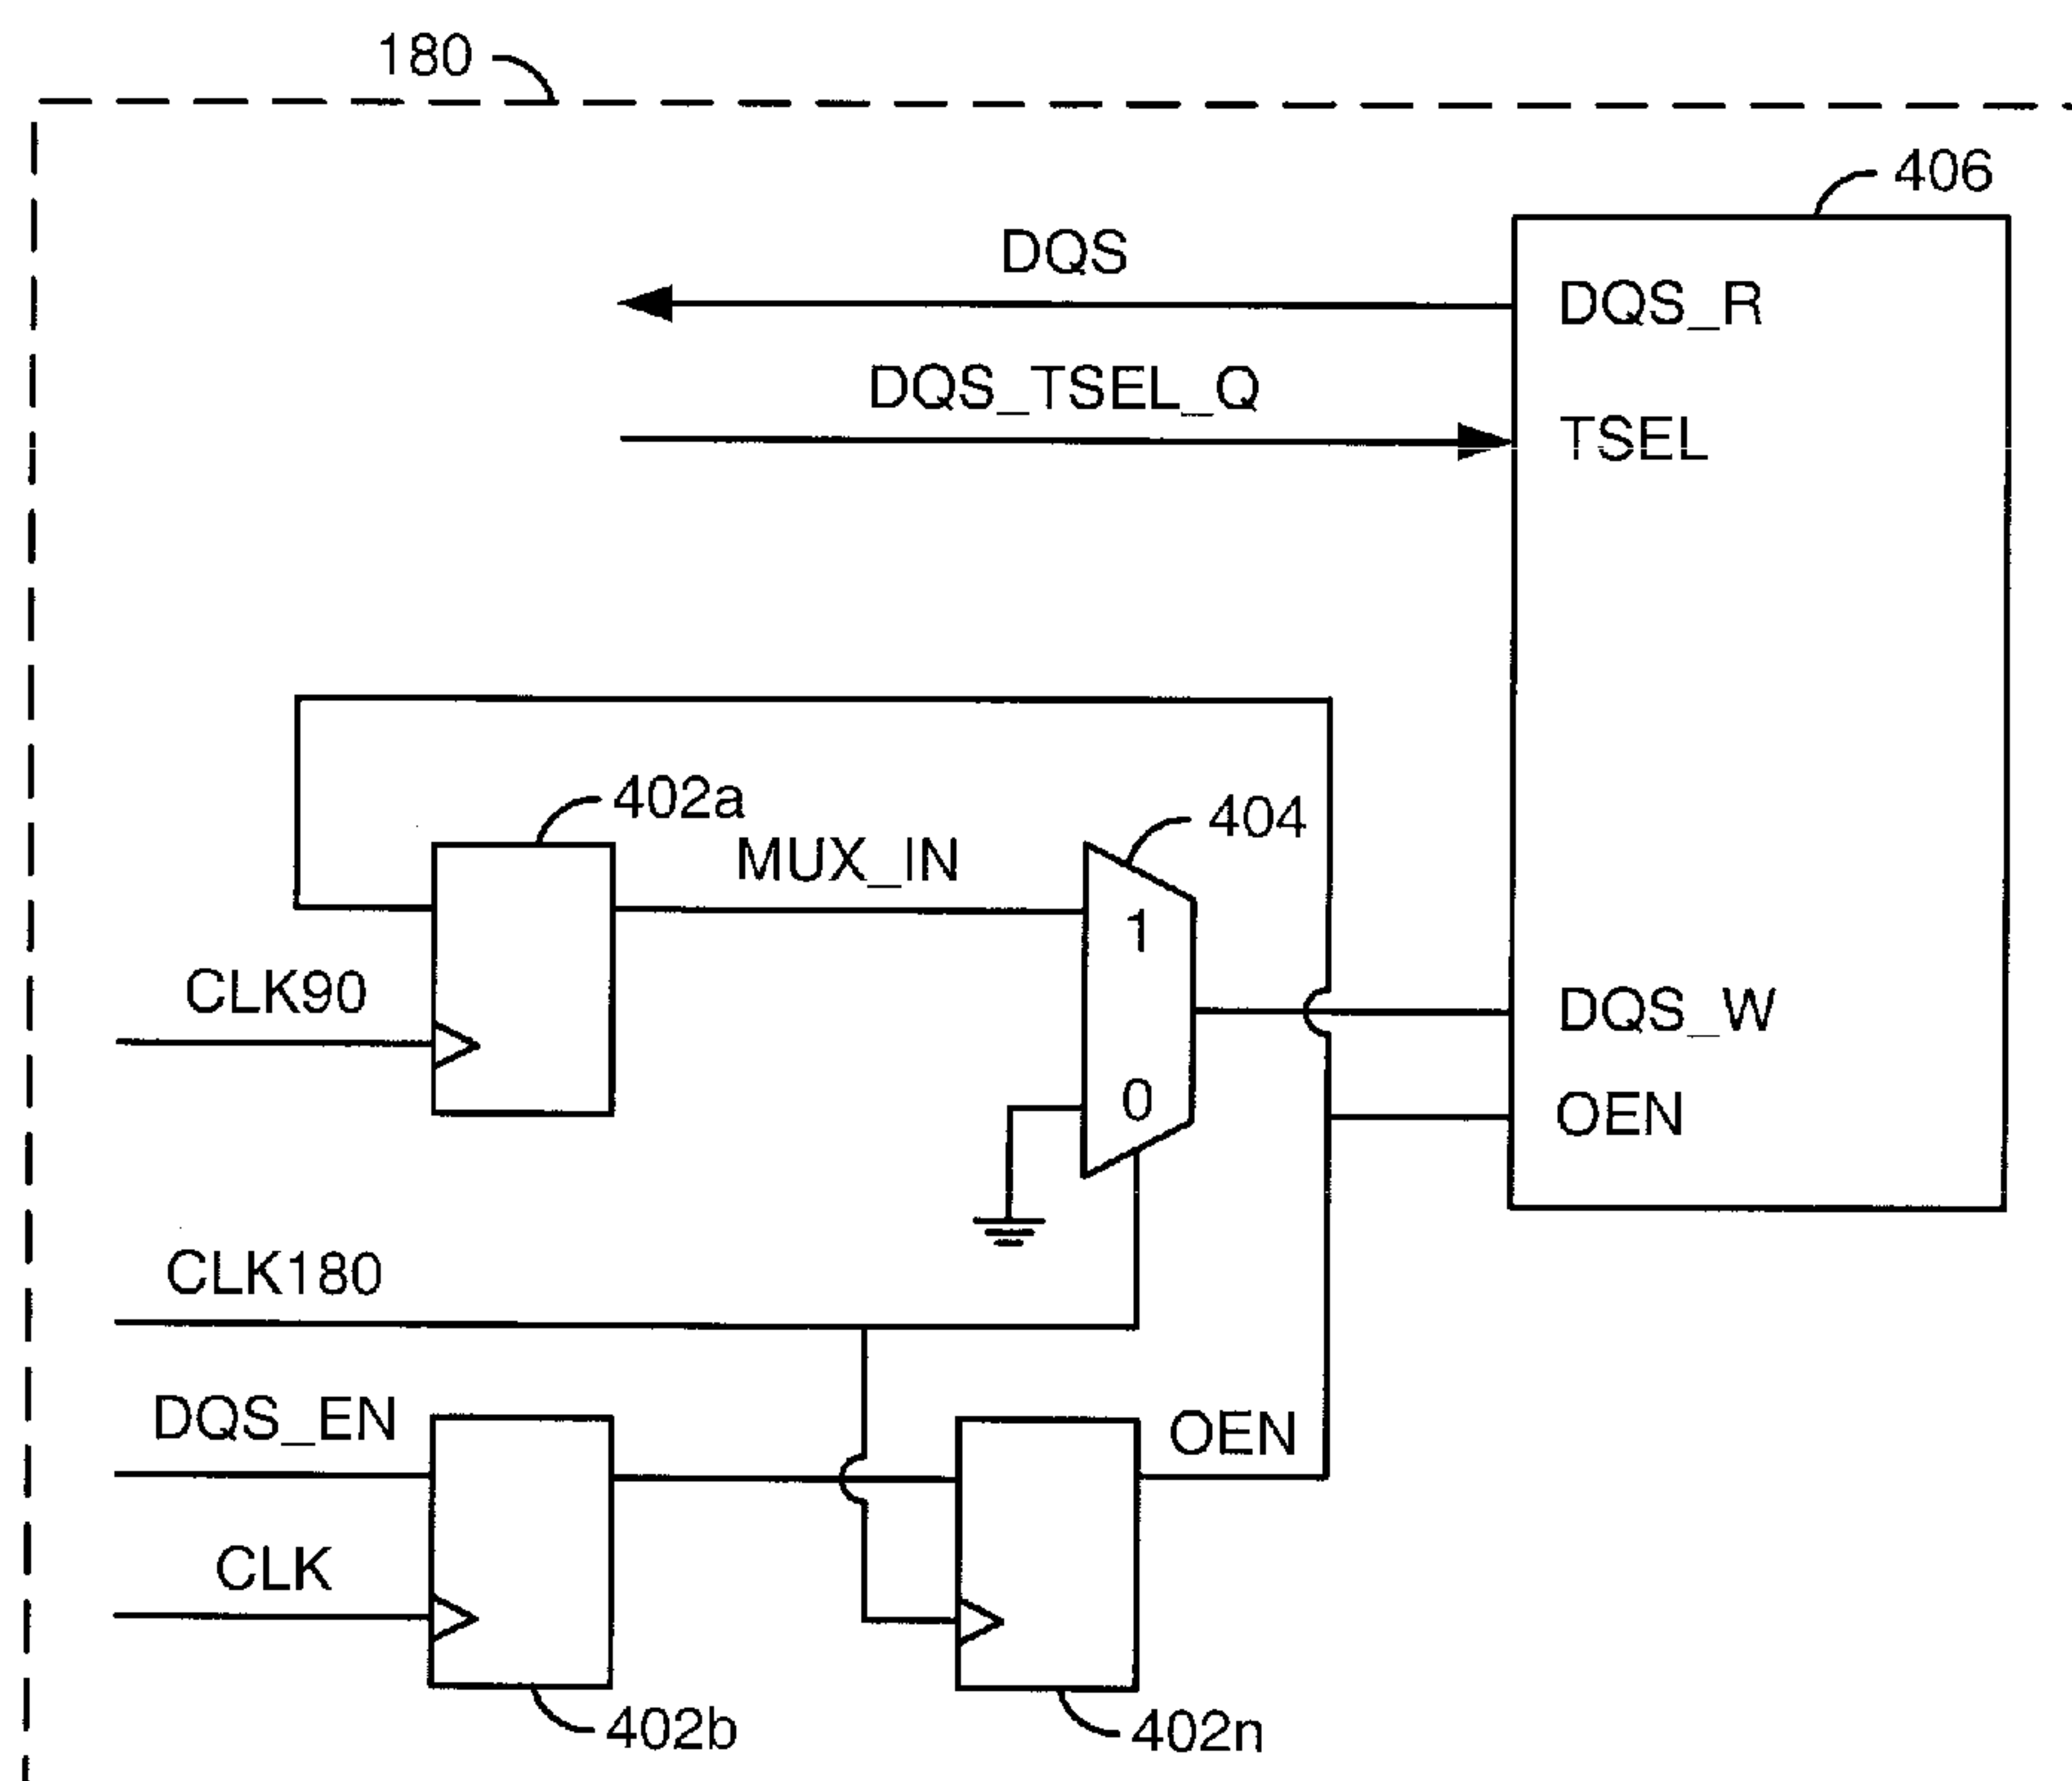 180
406
DQS
DQS_R
DQS_TSEL_Q
TSEL
402a
404
MUX_IN
1
CLK90
DQS_W
0
OEN
CLK180
DQS_EN
OEN
CLK
402b
402n